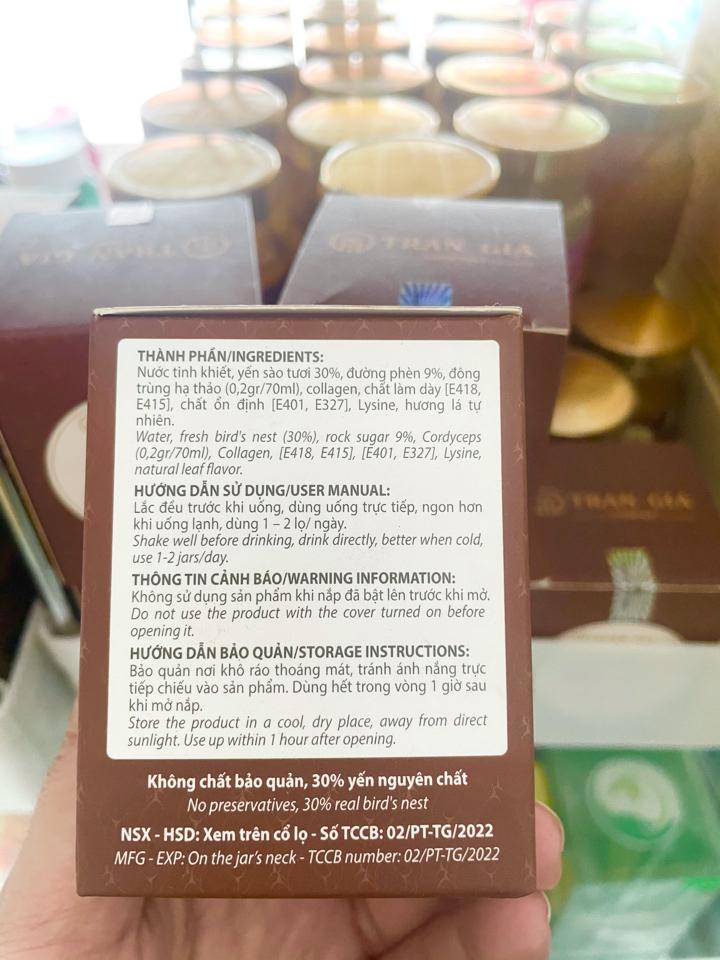 TRAN GIA
TRAN GIA
TRAN GIA
THÀNH PHẦN/INGREDIENTS:
Nước tinh khiết, yến sào tươi 30%, đường phèn 9%, đông
trùng hạ thảo (0,2gr/70ml), collagen, chất làm dày [E418,
E415], chất ổn định [E401, E327], Lysine, hương lá tự
nhiên.
Water, fresh bird's nest (30%), rock sugar 9%, Cordyceps
(0,2gr/70ml), Collagen, [E418, E415], [E401, E327], Lysine,
natural leaf flavor.
HƯỚNG DẪN SỬ DỤNG/USER MANUAL:
Lắc đều trước khi uống, dùng uống trực tiếp, ngon hơn
khi uống lạnh, dùng 1 – 2 lọ/ ngày.
Shake well before drinking, drink directly, better when cold,
use 1-2 jars/day.
THÔNG TIN CẢNH BÁO/WARNING INFORMATION:
Không sử dụng sản phẩm khi nắp đã bật lên trước khi mở.
Do not use the product with the cover turned on before
opening it.
HƯỚNG DẪN BẢO QUẢN/STORAGE INSTRUCTIONS:
Bảo quản nơi khô ráo thoáng mát, tránh ánh nắng trực
tiếp chiếu vào sản phẩm. Dùng hết trong vòng 1 giờ sau
khi mở nắp.
Store the product in a cool, dry place, away from direct
sunlight. Use up within 1 hour after opening.
Không chất bảo quản, 30% yến nguyên chất
No preservatives, 30% real bird's nest
NSX - HSD: Xem trên cổ lọ - Số TCCB: 02/PT-TG/2022
MFG - EXP: On the jar's neck - TCCB number: 02/PT-TG/2022